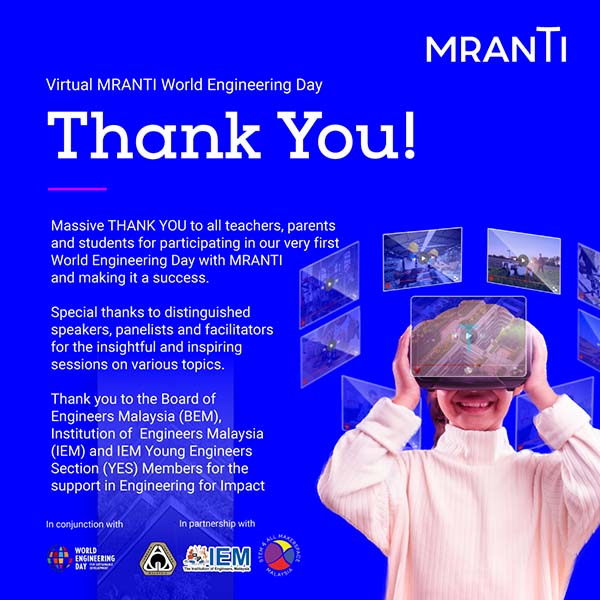 MRANTI
Virtual MRANTI World Engineering Day
Thank You!
Massive THANK YOU to all teachers, parents
and students for participating in our very first
World Engineering Day with MRANTI
and making it a success.
Special thanks to distinguished
speakers, panelists and facilitators
for the insightful and inspiring
sessions on various topics.
Thank you to the Board of
Engineers Malaysia (BEM),
Institution of Engineers Malaysia
(IEM) and IEM Young Engineers
Section (YES) Members for the
support in Engineering for Impact
In conjunction with
In partnership with
WORLD
ENGINEERING
DAY FOR SUSTAINABLE
DEVELOPMENT
IEM
The Institution of Engineers, Malaysia
STEM 4 ALL MAKERSPACE
MALAYSIA